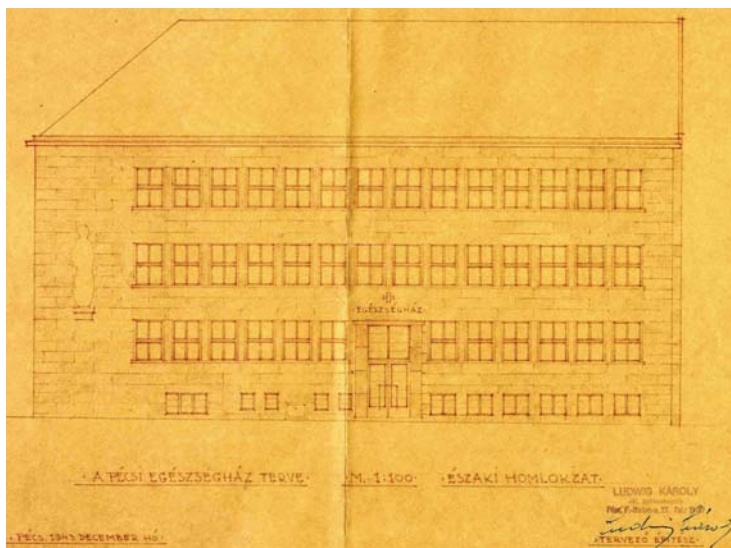 EGÉSZSÉGHÁZ
· A PÉCSI EGÉSZSÉGHÁZ TERVE · M. 1:100 · ÉSZAKI HOMLOKZAT ·
LUDWIG KÁROLY
· PÉCS, 1943 DECEMBER HÓ ·
· TERVEZŐ ÉPÍTÉSZ ·